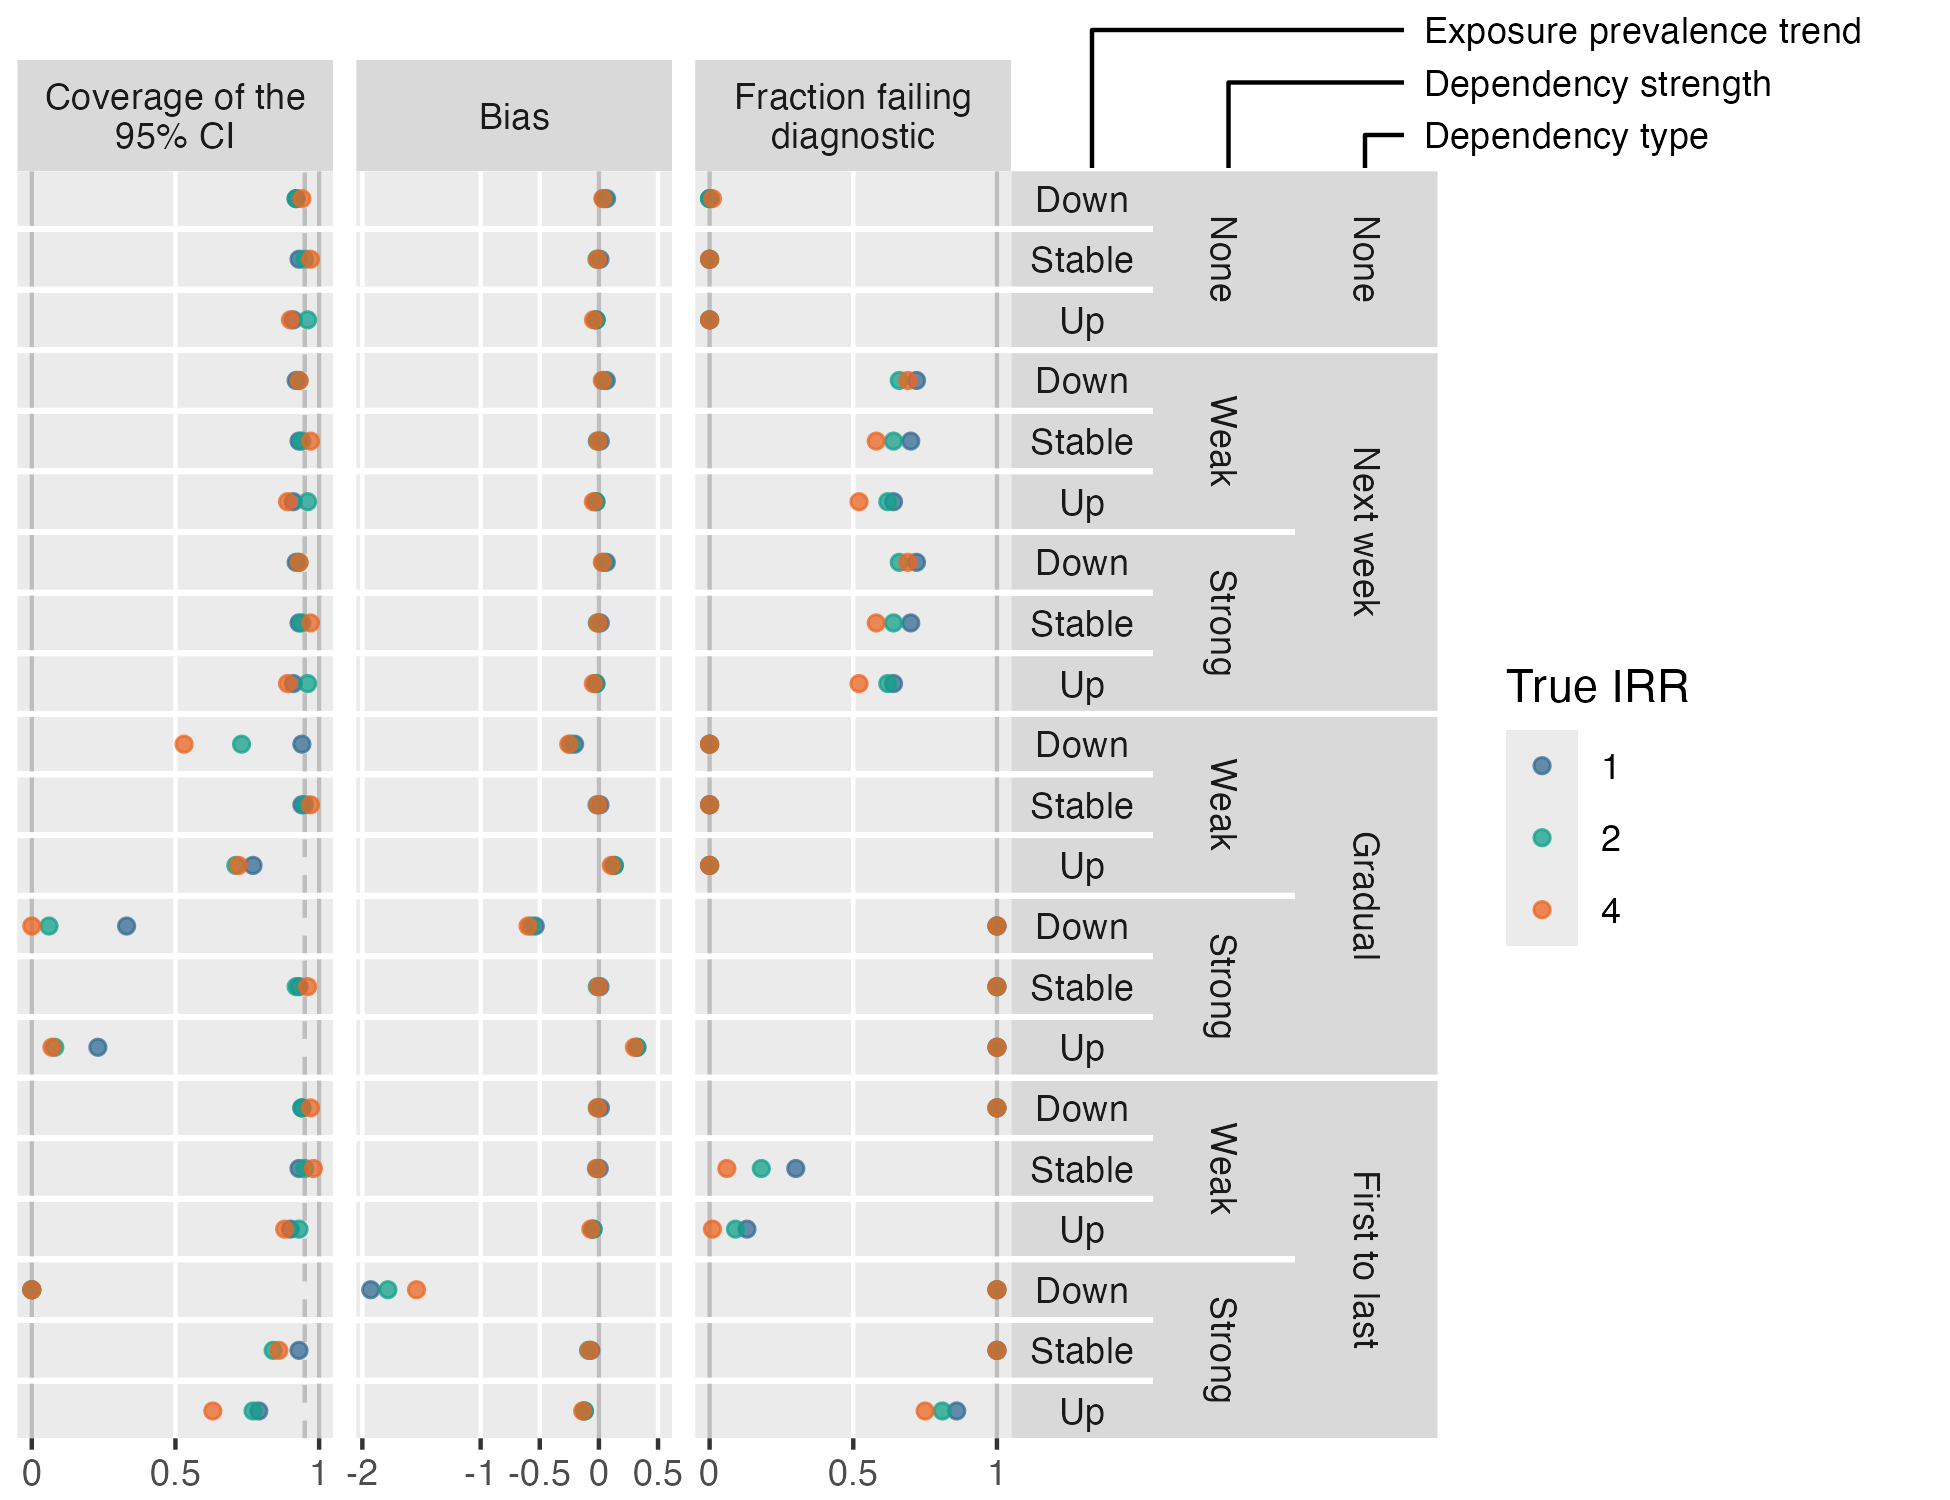 Exposure prevalence trend
Dependency strength
Dependency type
Coverage of the
95% CI
Bias
Fraction failing
diagnostic
Down
Stable
Up
None
None
Down
Stable
Up
Weak
Down
Stable
Up
Strong
Next week
Down
Stable
Up
Weak
Down
Stable
Up
Strong
Gradual
Down
Stable
Up
Weak
Down
Stable
Up
Strong
First to last
0 0.5 1
-2 -1 -0.5 0 0.5
0 0.5 1
True IRR
1
2
4